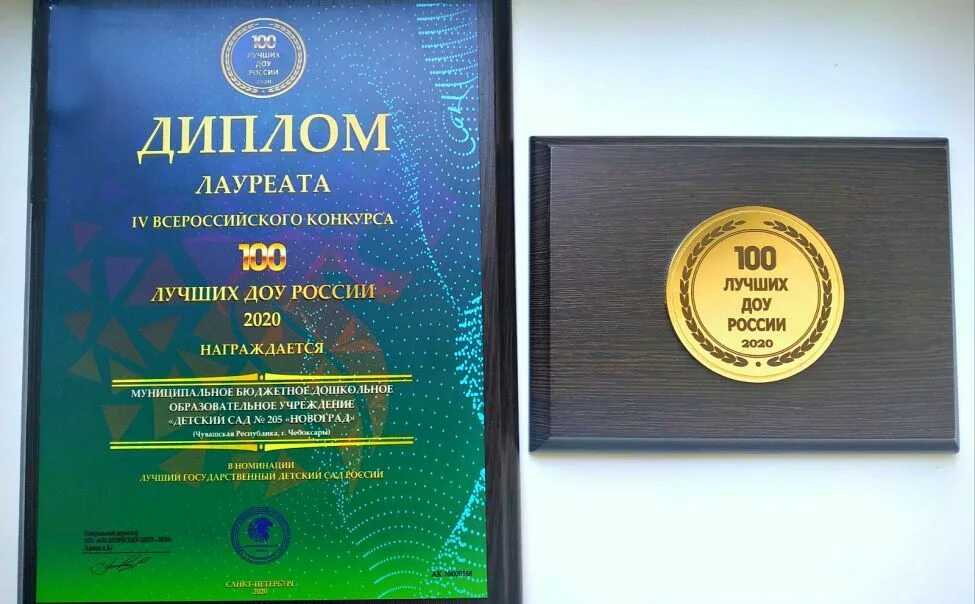 100
ЛУЧШИХ
ДОУ
РОССИИ
2020
ДИПЛОМ
ЛАУРЕАТА
IV ВСЕРОССИЙСКОГО КОНКУРСА
100
ЛУЧШИХ ДОУ РОССИИ
2020
НАГРАЖДАЕТСЯ
МУНИЦИПАЛЬНОЕ БЮДЖЕТНОЕ ДОШКОЛЬНОЕ
ОБРАЗОВАТЕЛЬНОЕ УЧРЕЖДЕНИЕ
«ДЕТСКИЙ САД № 205 «НОВОГРАД»
(Чувашская Республика, г. Чебоксары)
В НОМИНАЦИИ
ЛУЧШИЙ ГОСУДАРСТВЕННЫЙ ДЕТСКИЙ САД РОССИИ
Генеральный директор
САНКТ-ПЕТЕРБУРГ
2020
100
ЛУЧШИХ
ДОУ
РОССИИ
2020